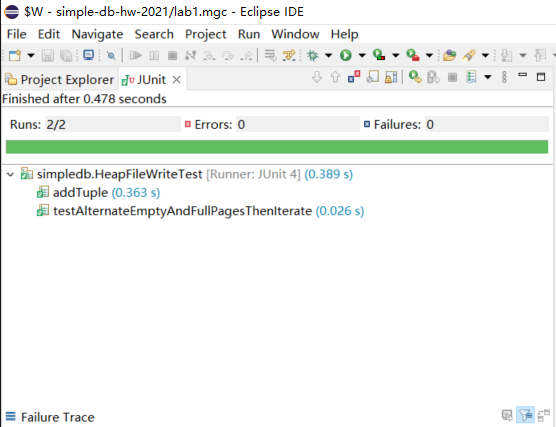 $W - simple-db-hw-2021/lab1.mgc - Eclipse IDE
File Edit Navigate Search Project Run Window Help
Project Explorer JUnit
Finished after 0.478 seconds
Runs: 2/2 Errors: 0 Failures: 0
simpledb.HeapFileWriteTest [Runner: JUnit 4] (0.389 s)
addTuple (0.363 s)
testAlternateEmptyAndFullPagesThenIterate (0.026 s)
Failure Trace